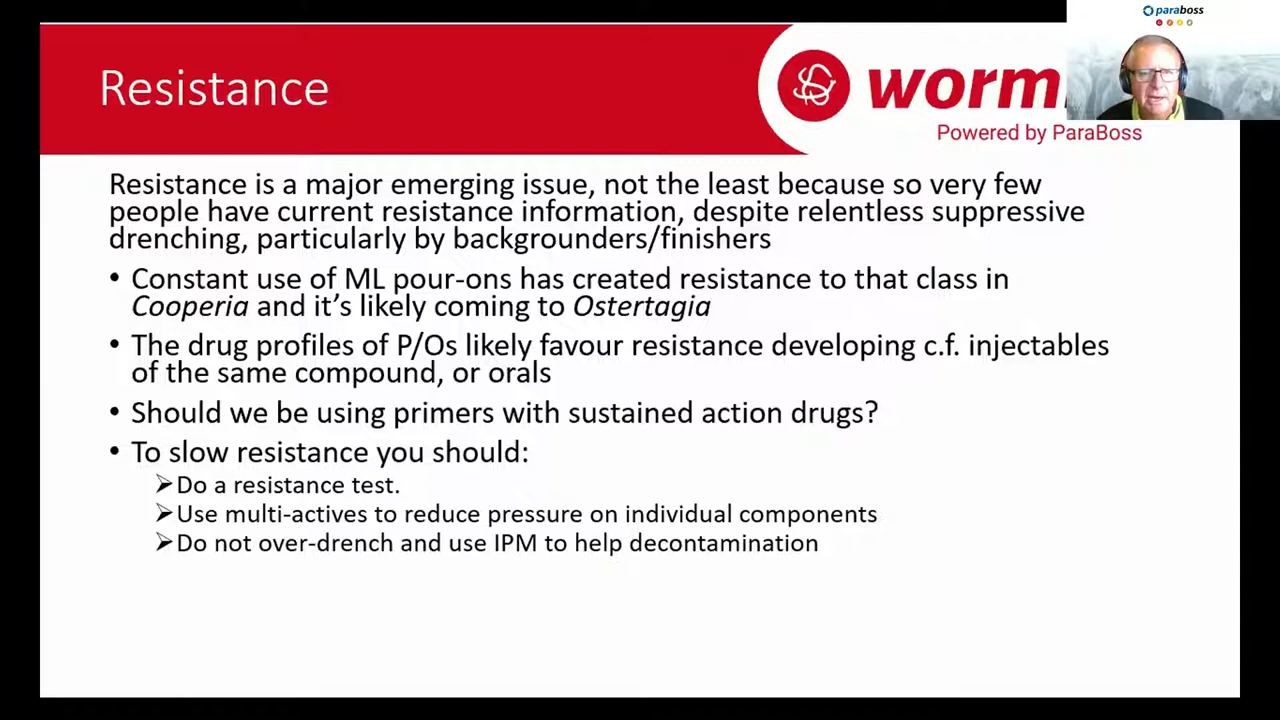 paraboss
Resistance
worm
Powered by ParaBoss
Resistance is a major emerging issue, not the least because so very few
people have current resistance information, despite relentless suppressive
drenching, particularly by backgrounders/finishers
• Constant use of ML pour-ons has created resistance to that class in
Cooperia and it's likely coming to Ostertagia
• The drug profiles of P/Os likely favour resistance developing c.f. injectables
of the same compound, or orals
• Should we be using primers with sustained action drugs?
• To slow resistance you should:
➢Do a resistance test.
➢Use multi-actives to reduce pressure on individual components
➢Do not over-drench and use IPM to help decontamination